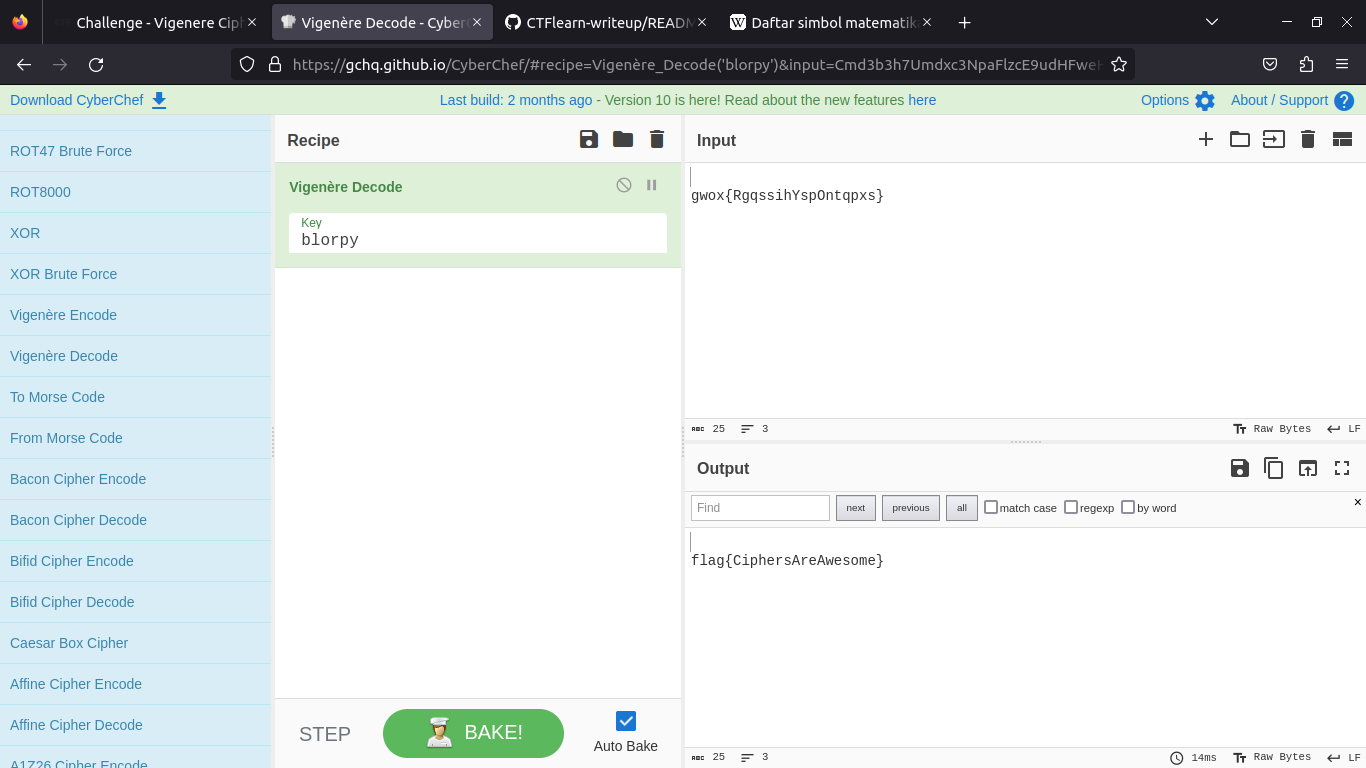 Challenge - Vigenere Ciph
Vigenère Decode - CyberC
CTFlearn-writeup/READM
W Daftar simbol matematik
https://gchq.github.io/CyberChef/#recipe=Vigenère_Decode('blorpy')&input=Cmd3b3h7Umdxc3NpaFlzcE9udHFweH
Download CyberChef
Last build: 2 months ago - Version 10 is here! Read about the new features here
Options
About / Support ?
ROT47 Brute Force
ROT8000
XOR
XOR Brute Force
Vigenère Encode
Vigenère Decode
To Morse Code
From Morse Code
Bacon Cipher Encode
Bacon Cipher Decode
Bifid Cipher Encode
Bifid Cipher Decode
Caesar Box Cipher
Affine Cipher Encode
Affine Cipher Decode
A1Z26 Cipher Encode
Recipe
Vigenère Decode
Key
blorpy
STEP
BAKE!
Auto Bake
Input
gwox{RgqssihYspOntqpxs}
ABC 25 3
Raw Bytes LF
Output
Find
next
previous
all
match case
regexp
by word
×
flag{CiphersAreAwesome}
ABC 25 3
14ms
Raw Bytes LF